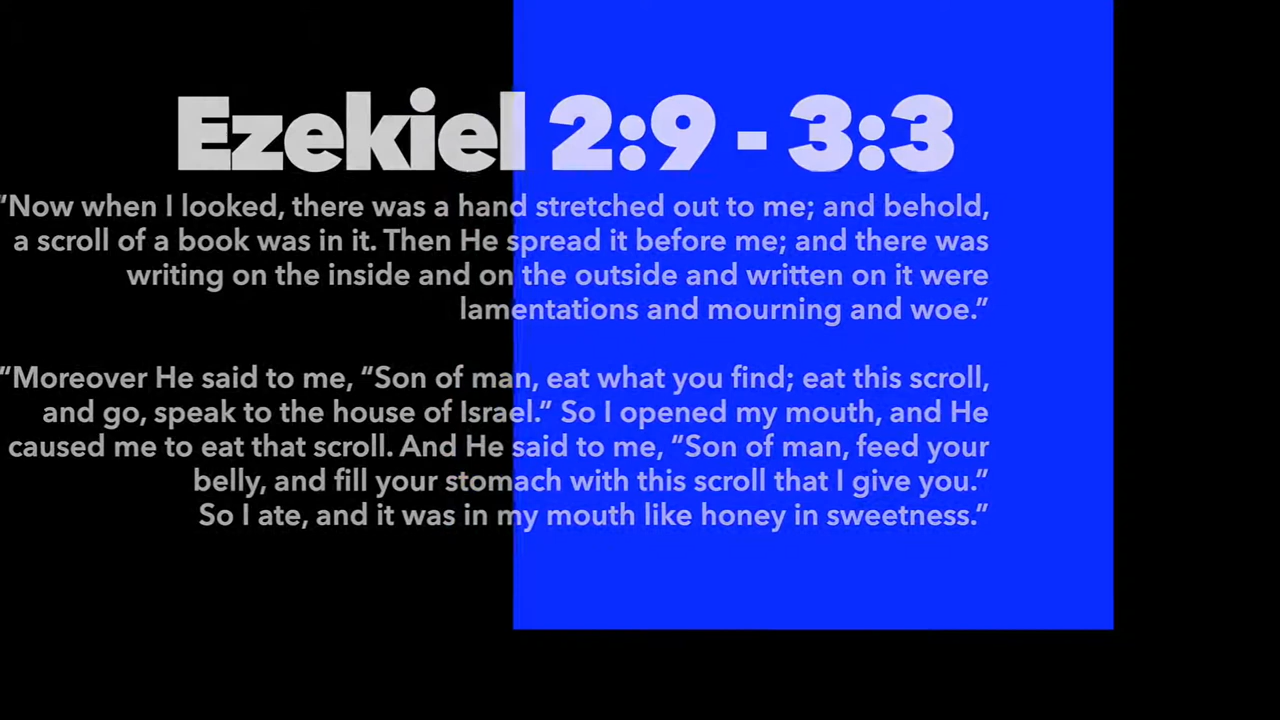 Ezekiel 2:9 - 3:3
"Now when I looked, there was a hand stretched out to me; and behold,
a scroll of a book was in it. Then He spread it before me; and there was
writing on the inside and on the outside and written on it were
lamentations and mourning and woe."
"Moreover He said to me, “Son of man, eat what you find; eat this scroll,
and go, speak to the house of Israel.” So I opened my mouth, and He
caused me to eat that scroll. And He said to me, "Son of man, feed your
belly, and fill your stomach with this scroll that I give you."
So I ate, and it was in my mouth like honey in sweetness."